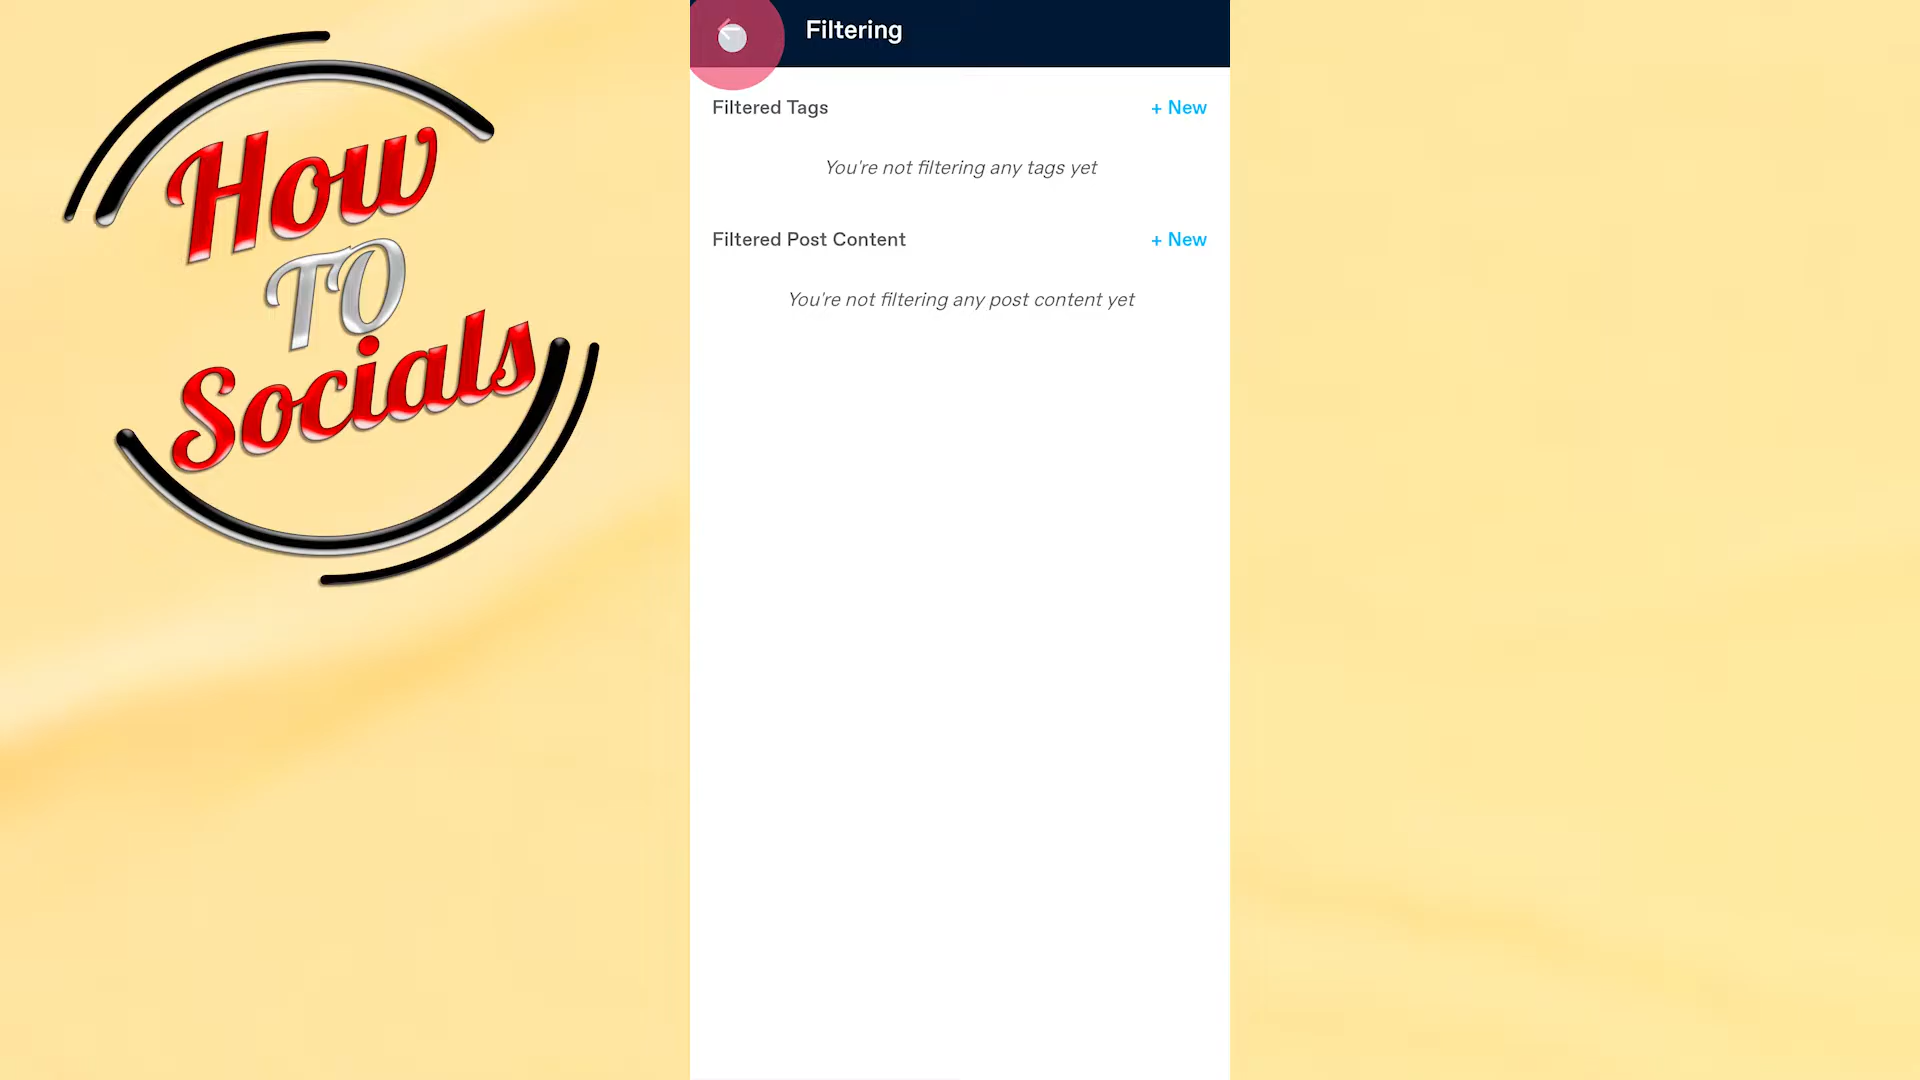 How
TO
Socials
Filtering
Filtered Tags
+ New
You're not filtering any tags yet
Filtered Post Content
+ New
You're not filtering any post content yet